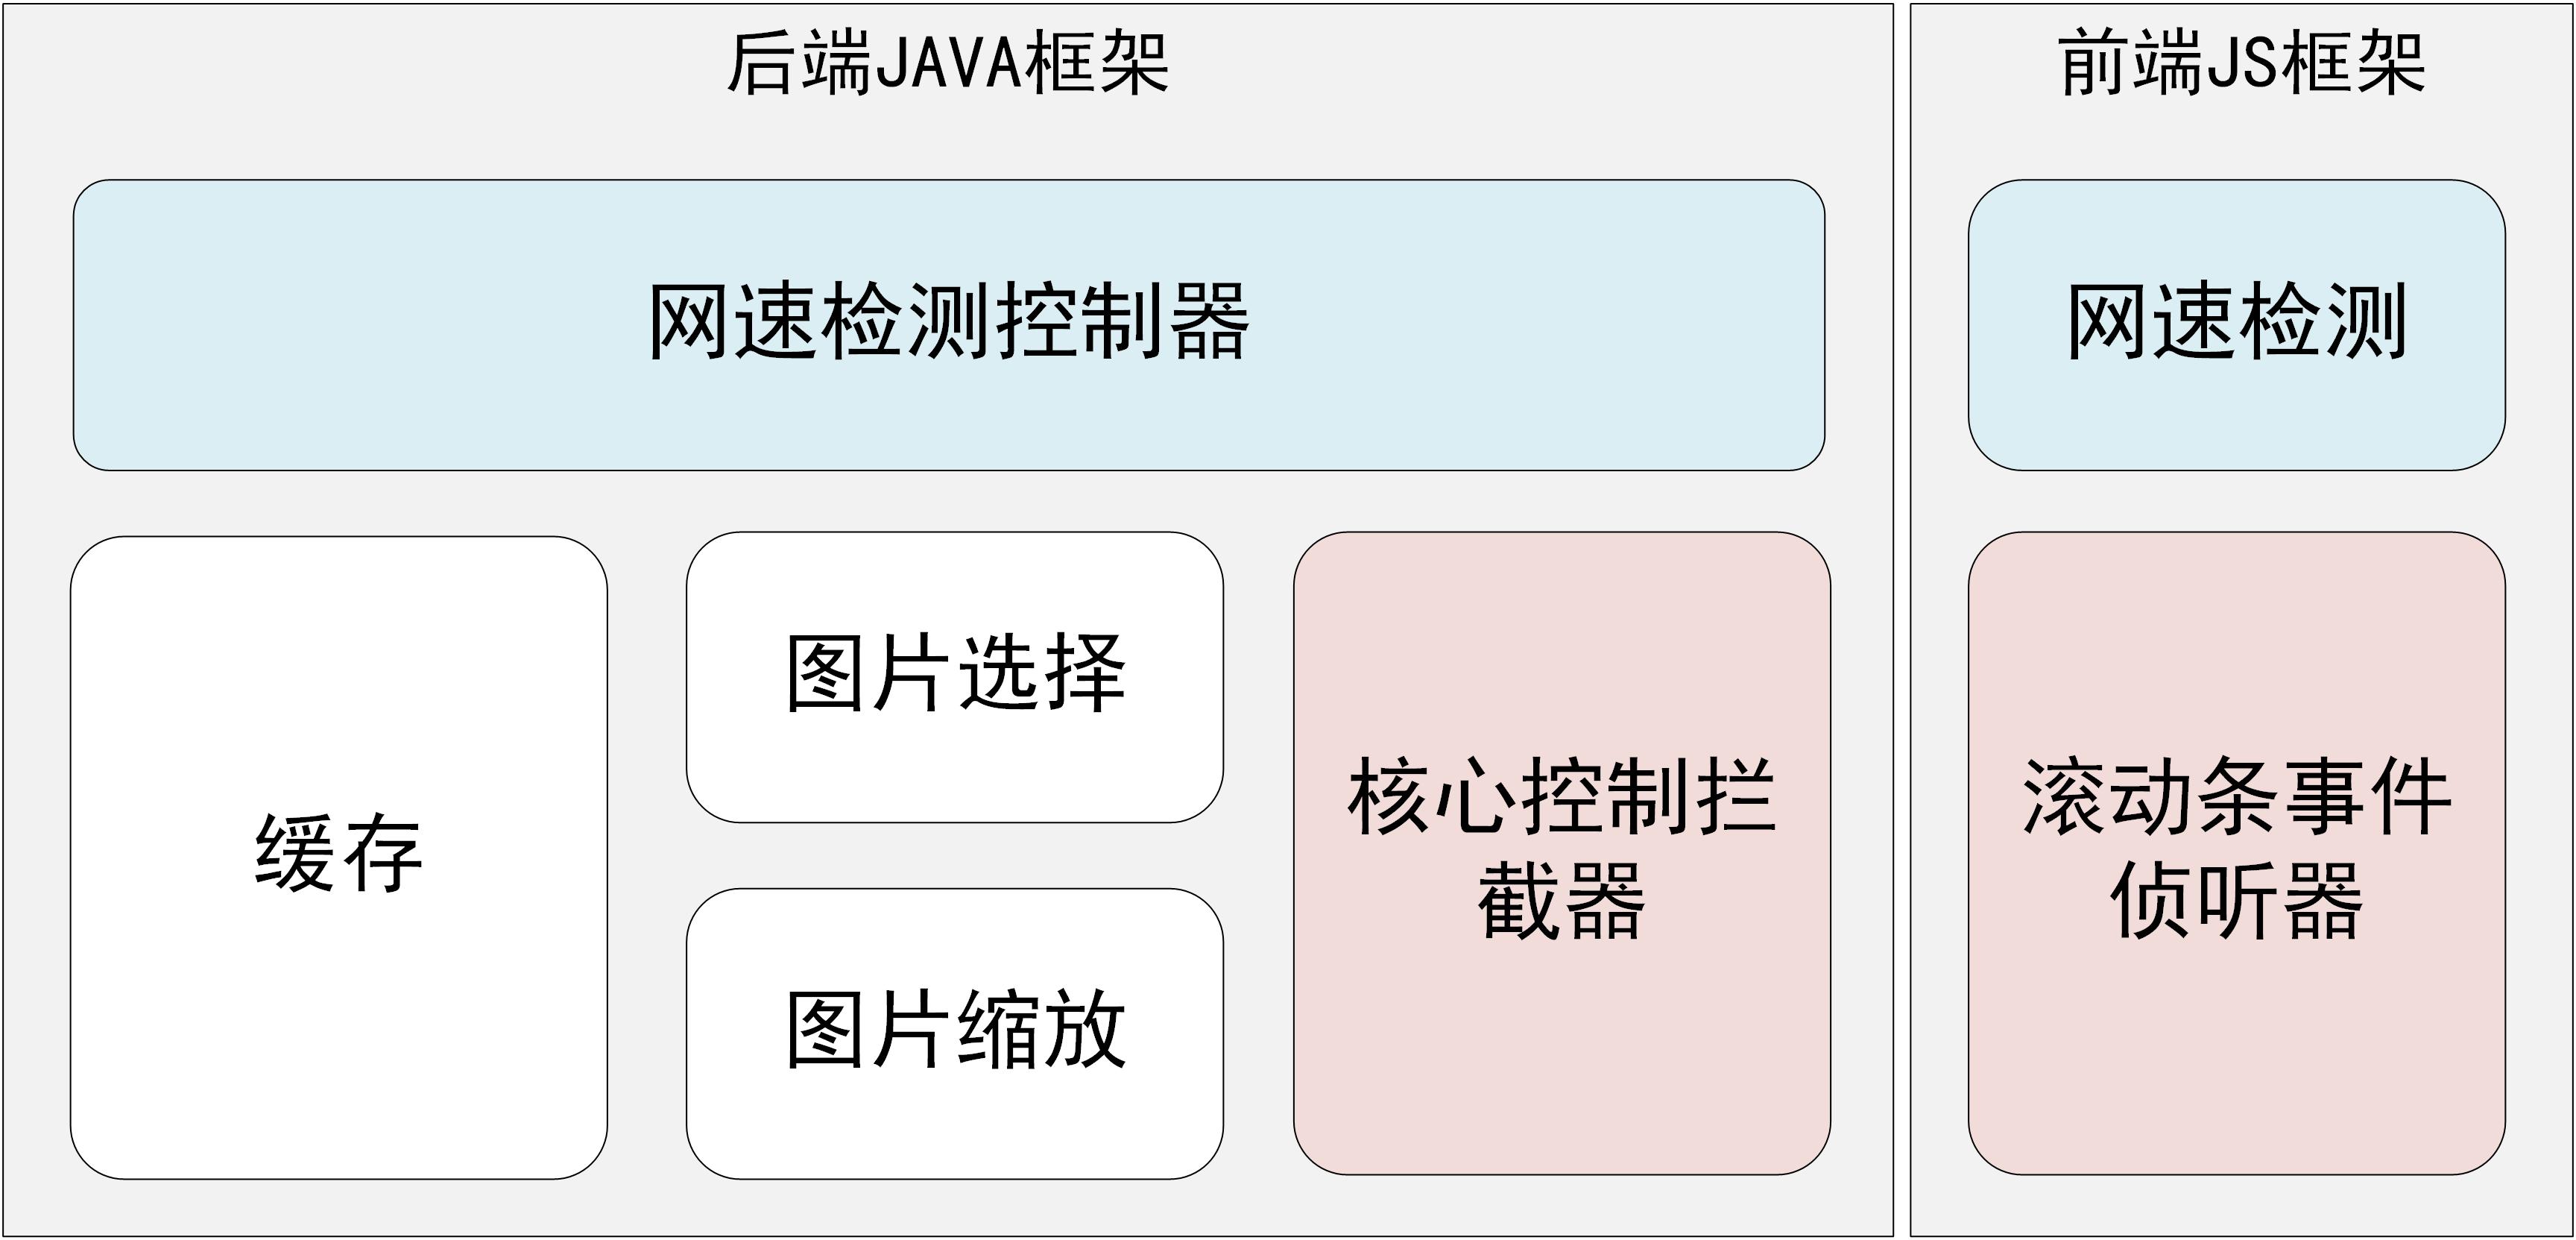 后端JAVA框架
网速检测控制器
缓存
图片选择
图片缩放
核心控制拦
截器
前端JS框架
网速检测
滚动条事件
侦听器